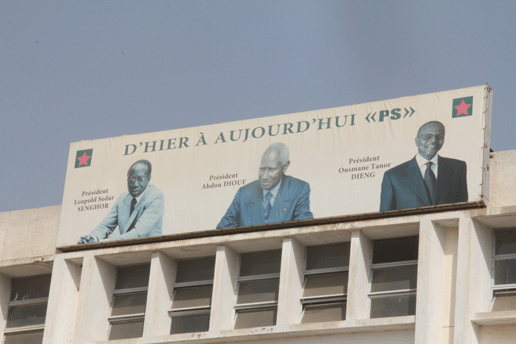 D'HIER À AUJOURD'HUI «PS»
Président
Leopold Sedar
SENGHOR
Président
Abdou DIOUF
Président
Ousmane Tanor
DIENG